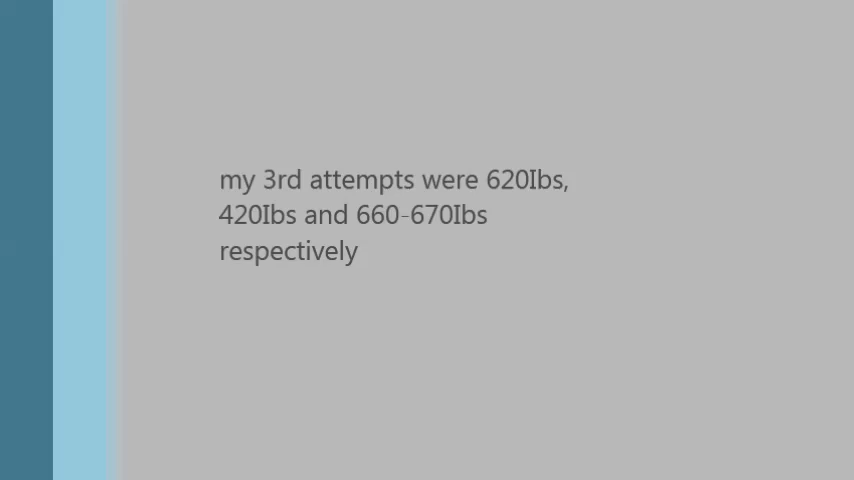 my 3rd attempts were 620Ibs,
420Ibs and 660-670Ibs
respectively